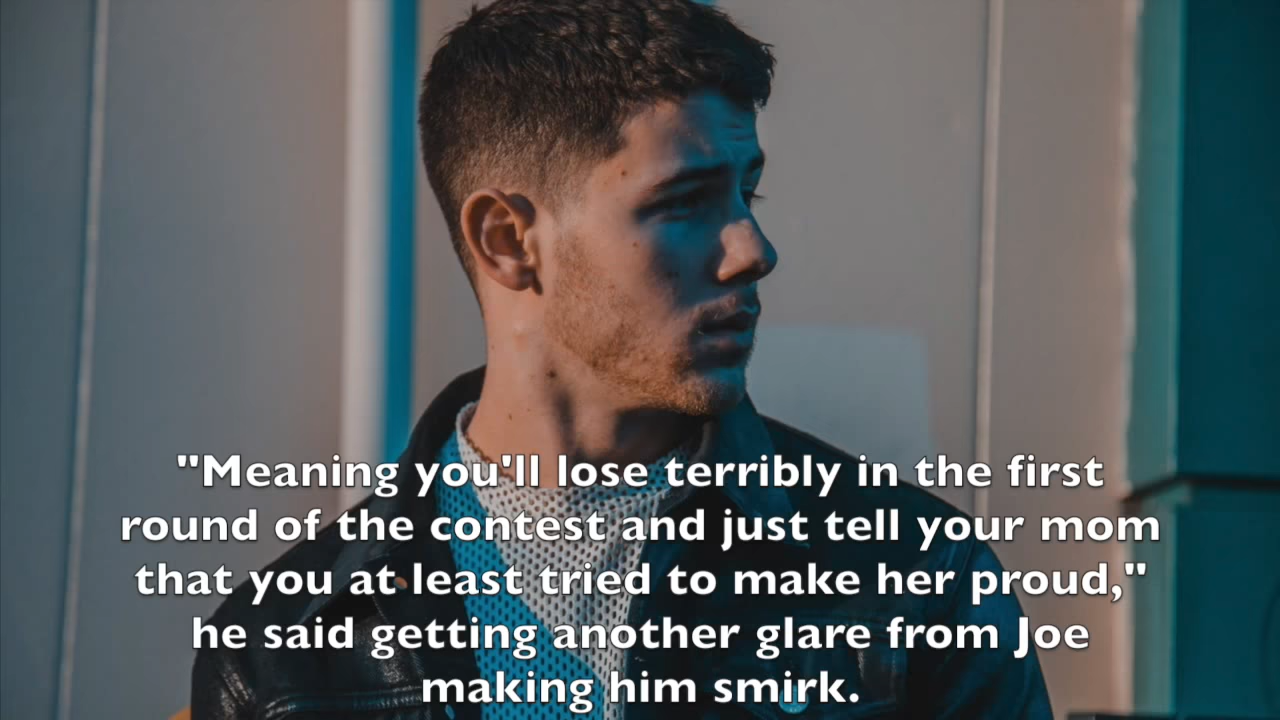 "Meaning you'll lose terribly in the first
round of the contest and just tell your mom
that you at least tried to make her proud,"
he said getting another glare from Joe
making him smirk.